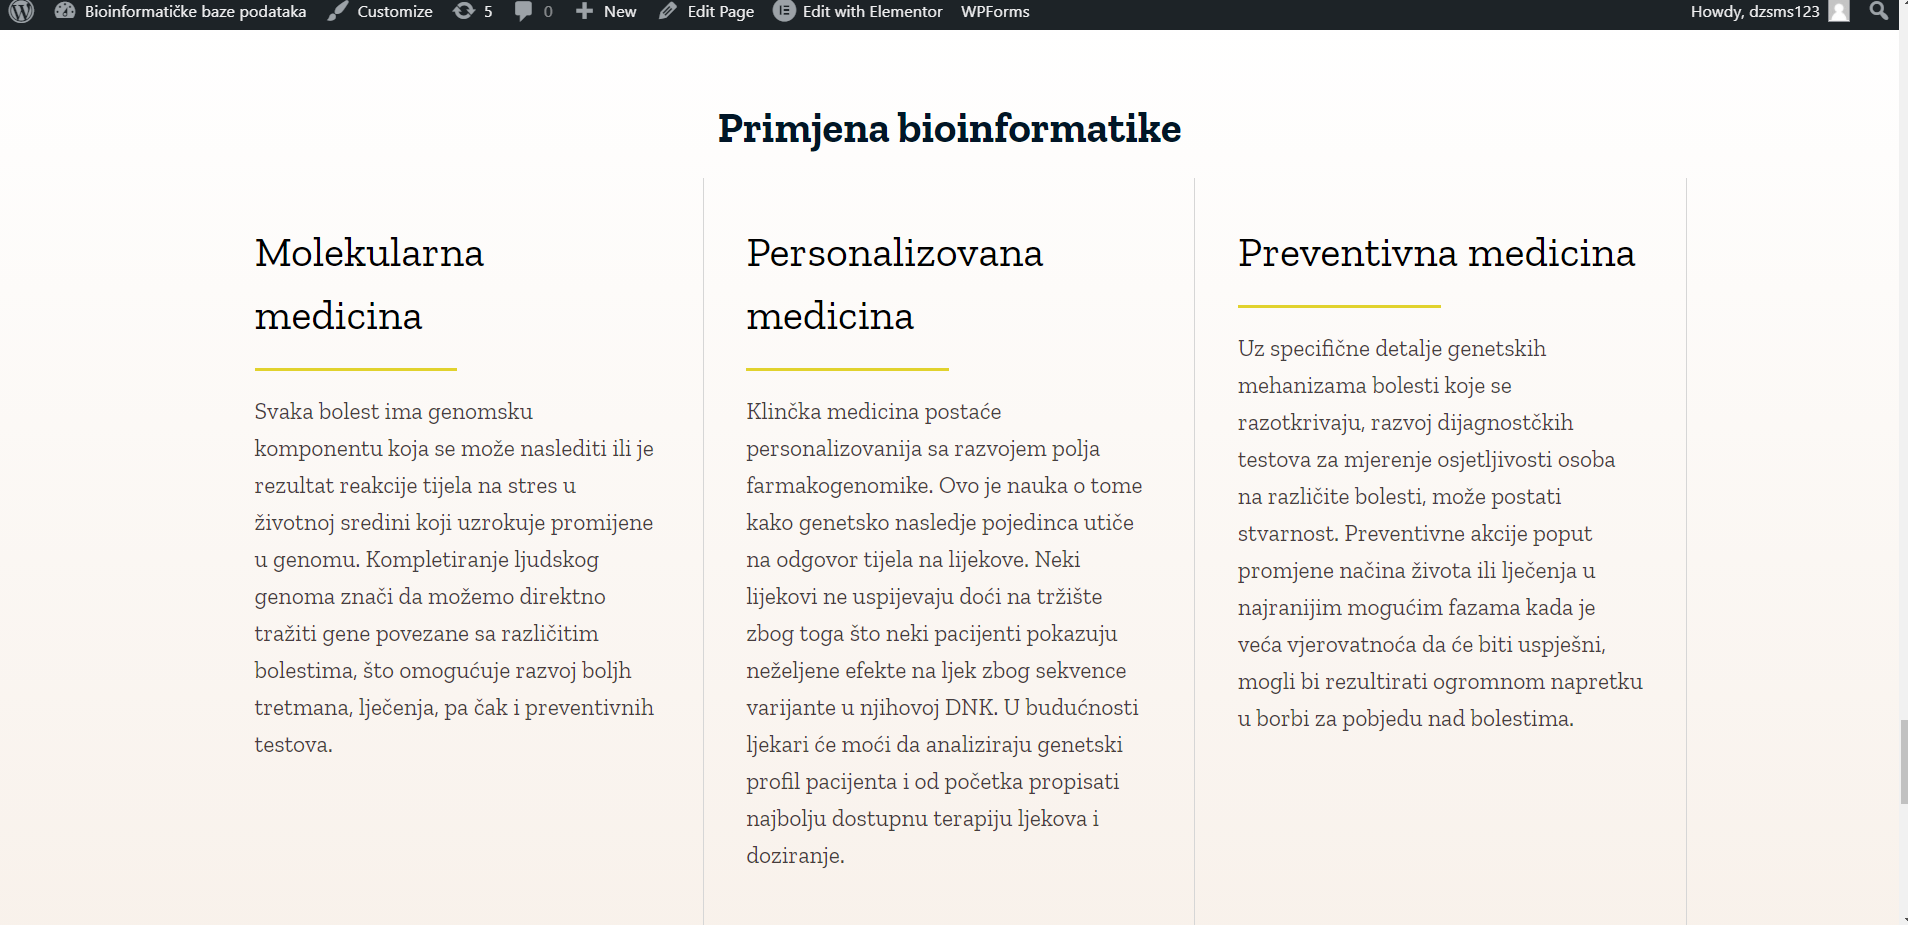 Bioinformatičke baze podataka Customize 5 0 New Edit Page Edit with Elementor WPForms Howdy, dzsms123
Primjena bioinformatike
Molekularna
medicina
Svaka bolest ima genomsku
komponentu koja se može naslediti ili je
rezultat reakcije tijela na stres u
životnoj sredini koji uzrokuje promijene
u genomu. Kompletiranje ljudskog
genoma znači da možemo direktno
tražiti gene povezane sa različitim
bolestima, što omogućuje razvoj boljh
tretmana, lječenja, pa čak i preventivnih
testova.
Personalizovana
medicina
Klinčka medicina postaće
personalizovanija sa razvojem polja
farmakogenomike. Ovo je nauka o tome
kako genetsko nasledje pojedinca utiče
na odgovor tijela na lijekove. Neki
lijekovi ne uspijevaju doći na tržište
zbog toga što neki pacijenti pokazuju
neželjene efekte na ljek zbog sekvence
varijante u njihovoj DNK. U budućnosti
ljekari će moći da analiziraju genetski
profil pacijenta i od početka propisati
najbolju dostupnu terapiju ljekova i
doziranje.
Preventivna medicina
Uz specifične detalje genetskih
mehanizama bolesti koje se
razotkrivaju, razvoj dijagnostčkih
testova za mjerenje osjetljivosti osoba
na različite bolesti, može postati
stvarnost. Preventivne akcije poput
promjene načina života ili lječenja u
najranijim mogućim fazama kada je
veća vjerovatnoća da će biti uspješni,
mogli bi rezultirati ogromnom napretku
u borbi za pobjedu nad bolestima.